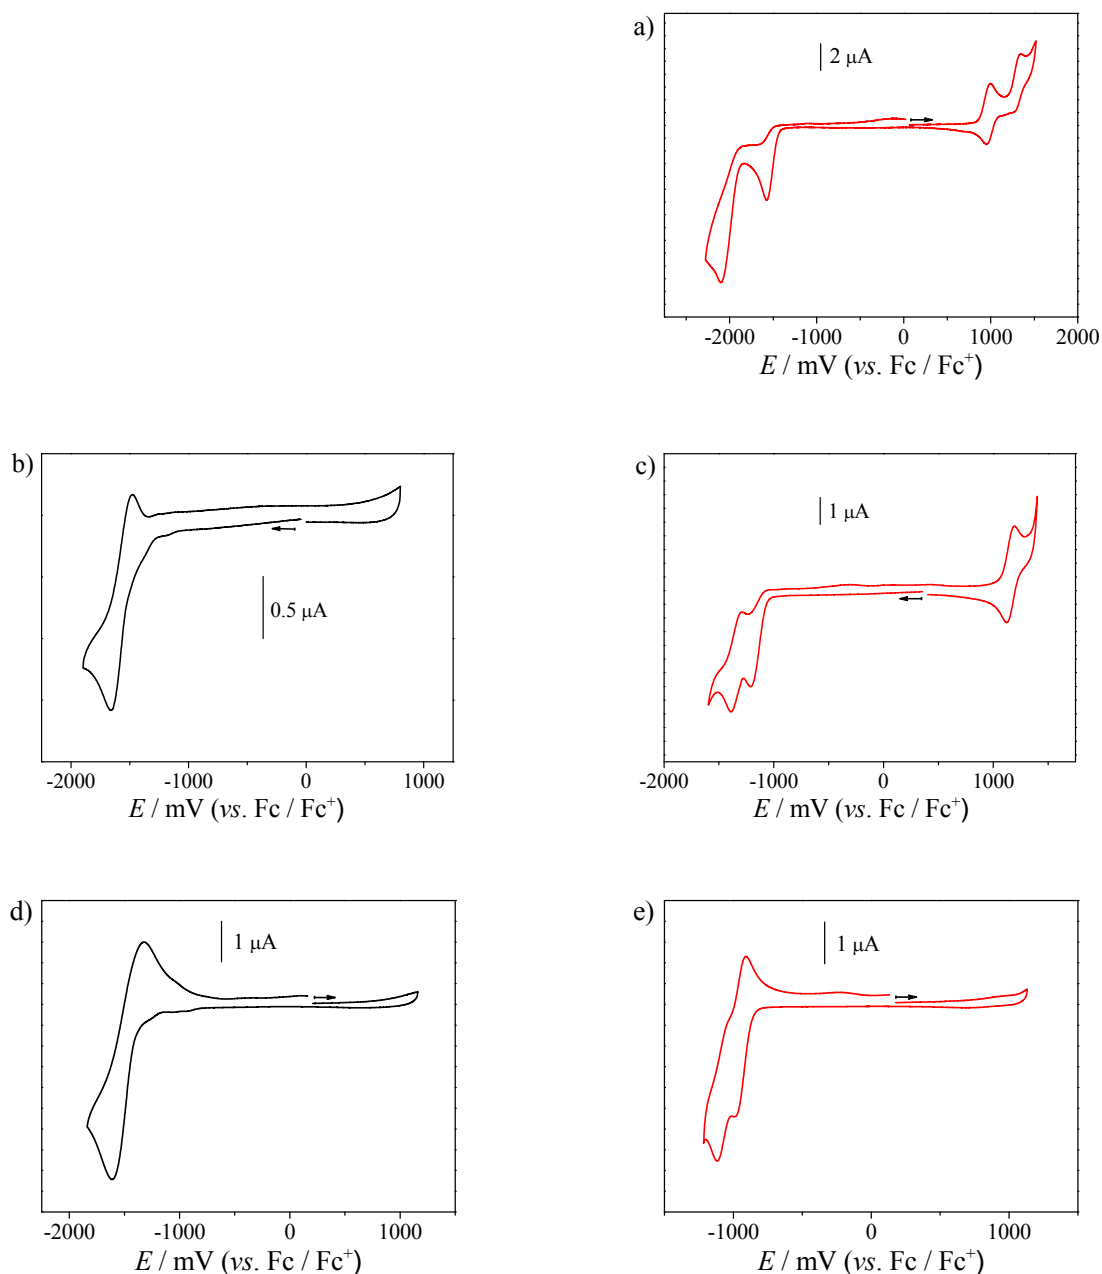 a)
2 μA
-2000 -1000 0 1000 2000
E / mV (vs. Fc / Fc⁺)
b)
0.5 μA
-2000 -1000 0 1000
E / mV (vs. Fc / Fc⁺)
c)
1 μA
-2000 -1000 0 1000
E / mV (vs. Fc / Fc⁺)
d)
1 μA
-2000 -1000 0 1000
E / mV (vs. Fc / Fc⁺)
e)
1 μA
-1000 0 1000
E / mV (vs. Fc / Fc⁺)